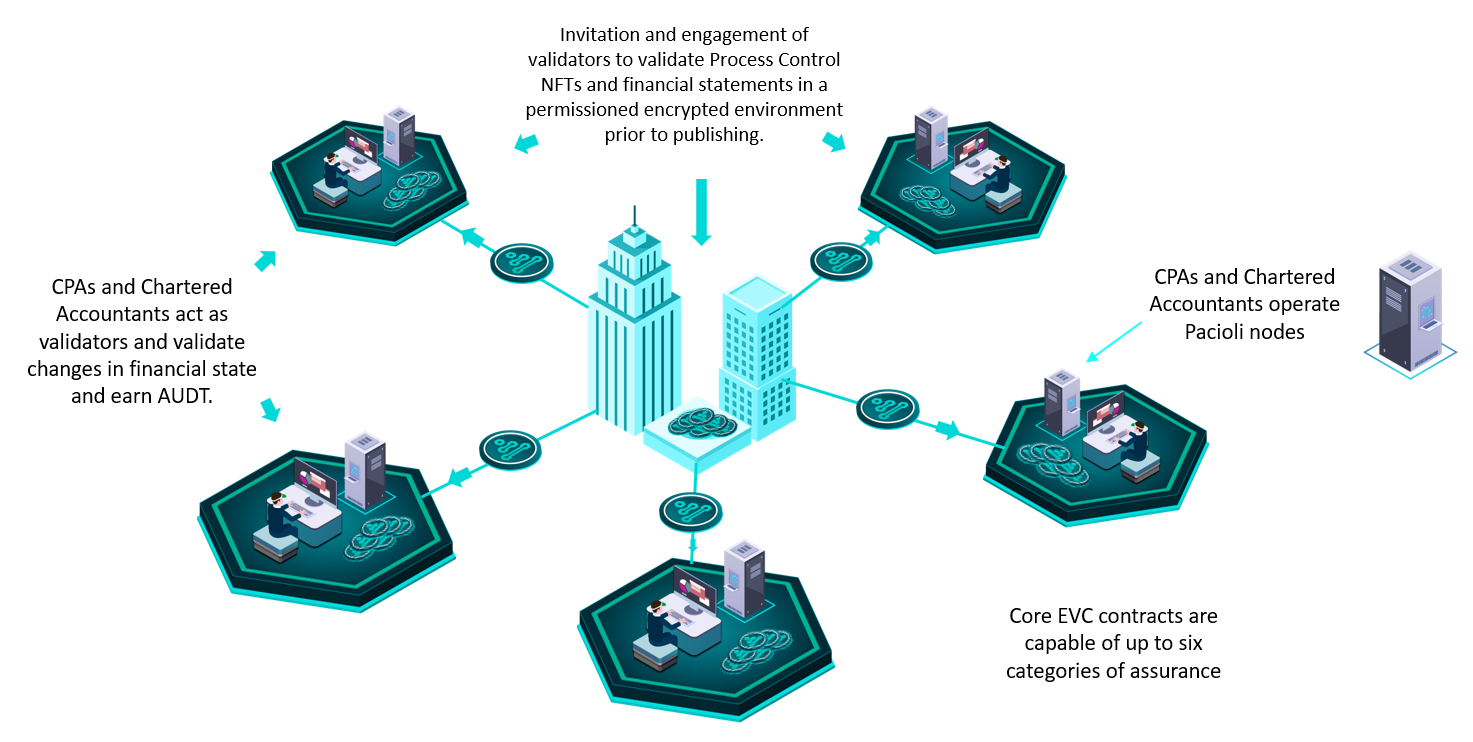 Invitation and engagement of
validators to validate Process Control
NFTs and financial statements in a
permissioned encrypted environment
prior to publishing.
CPAs and Chartered
Accountants act as
validators and validate
changes in financial state
and earn AUDT.
CPAs and Chartered
Accountants operate
Pacioli nodes
Core EVC contracts are
capable of up to six
categories of assurance